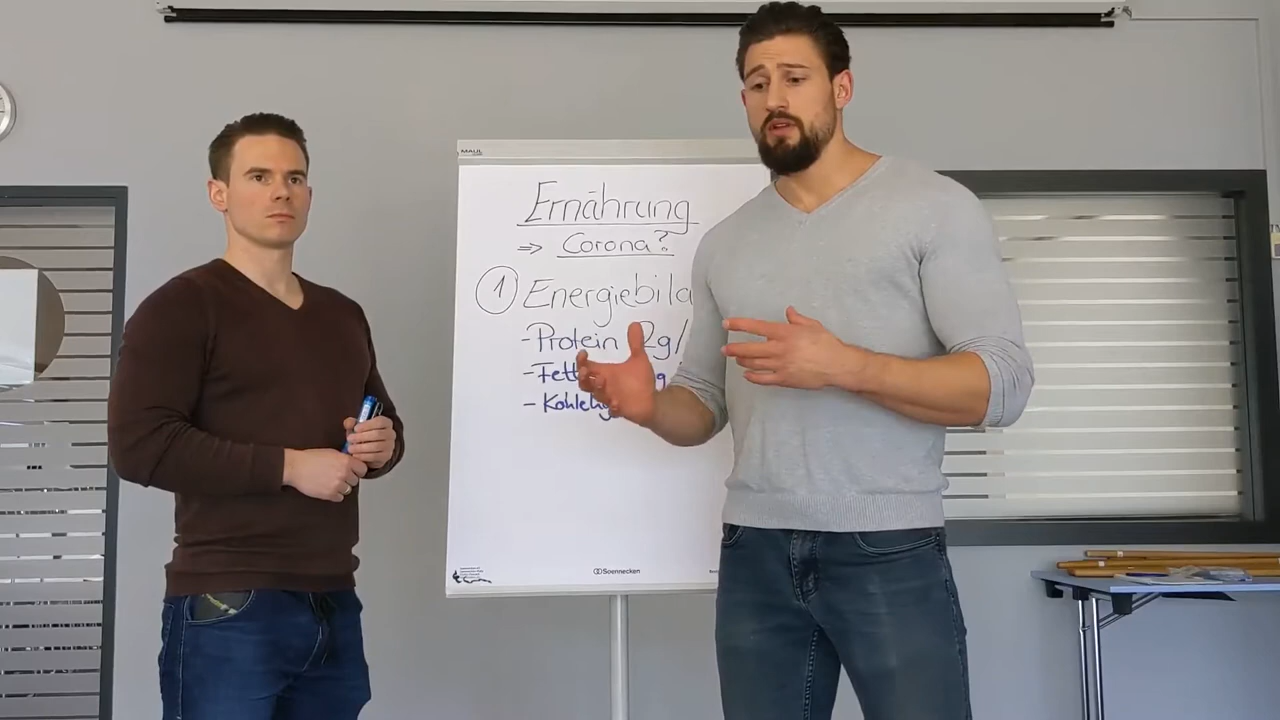 MAUL
Ernährung
⇒ Corona?
① Energiebila
- Protein 2g/
- Fett
- Kohleh
Soennecken